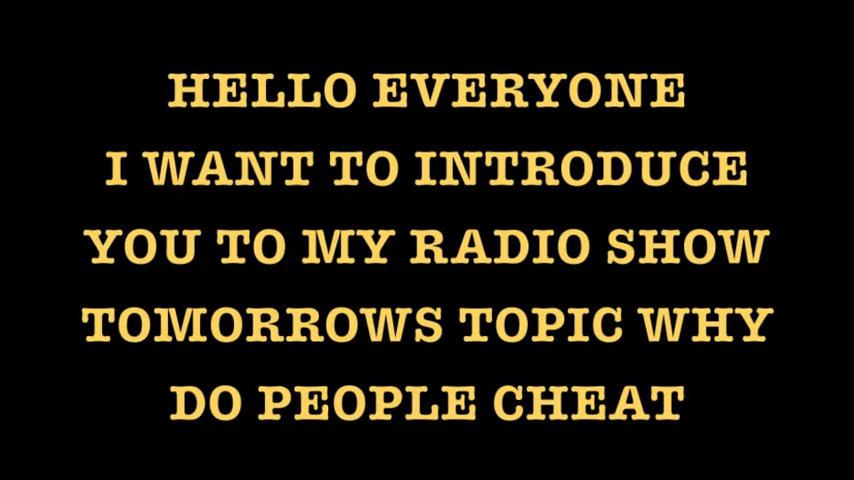 HELLO EVERYONE
I WANT TO INTRODUCE
YOU TO MY RADIO SHOW
TOMORROWS TOPIC WHY
DO PEOPLE CHEAT